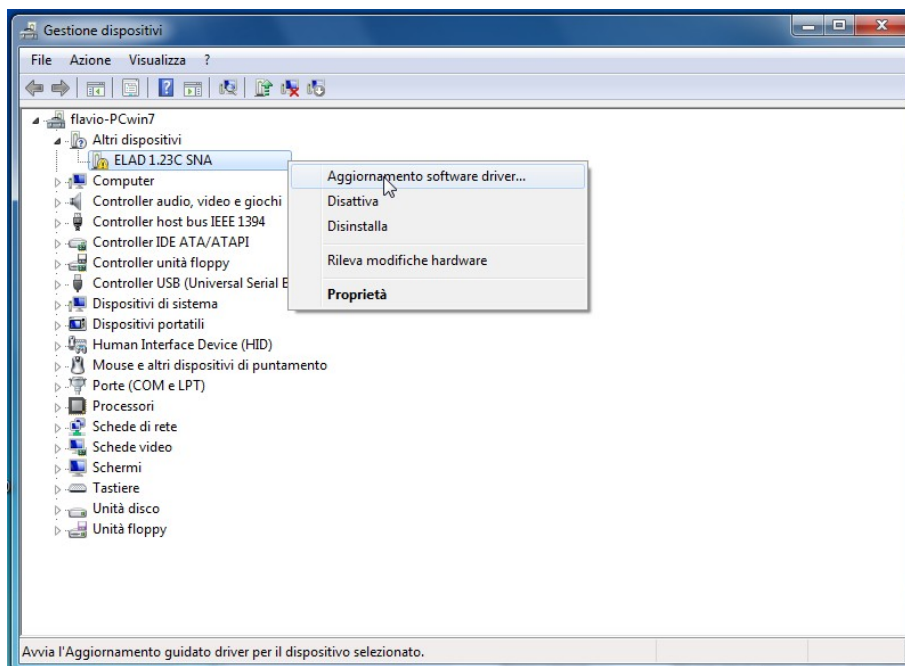 Gestione dispositivi
File Azione Visualizza ?
flavio-PCwin7
Altri dispositivi
ELAD 1.23C SNA
Computer
Controller audio, video e giochi
Controller host bus IEEE 1394
Controller IDE ATA/ATAPI
Controller unità floppy
Controller USB (Universal Serial
Dispositivi di sistema
Dispositivi portatili
Human Interface Device (HID)
Mouse e altri dispositivi di puntamento
Porte (COM e LPT)
Processori
Schede di rete
Schede video
Schermi
Tastiere
Unità disco
Unità floppy
Aggiornamento software driver...
Disattiva
Disinstalla
Rileva modifiche hardware
Proprietà
Avvia l'Aggiornamento guidato driver per il dispositivo selezionato.